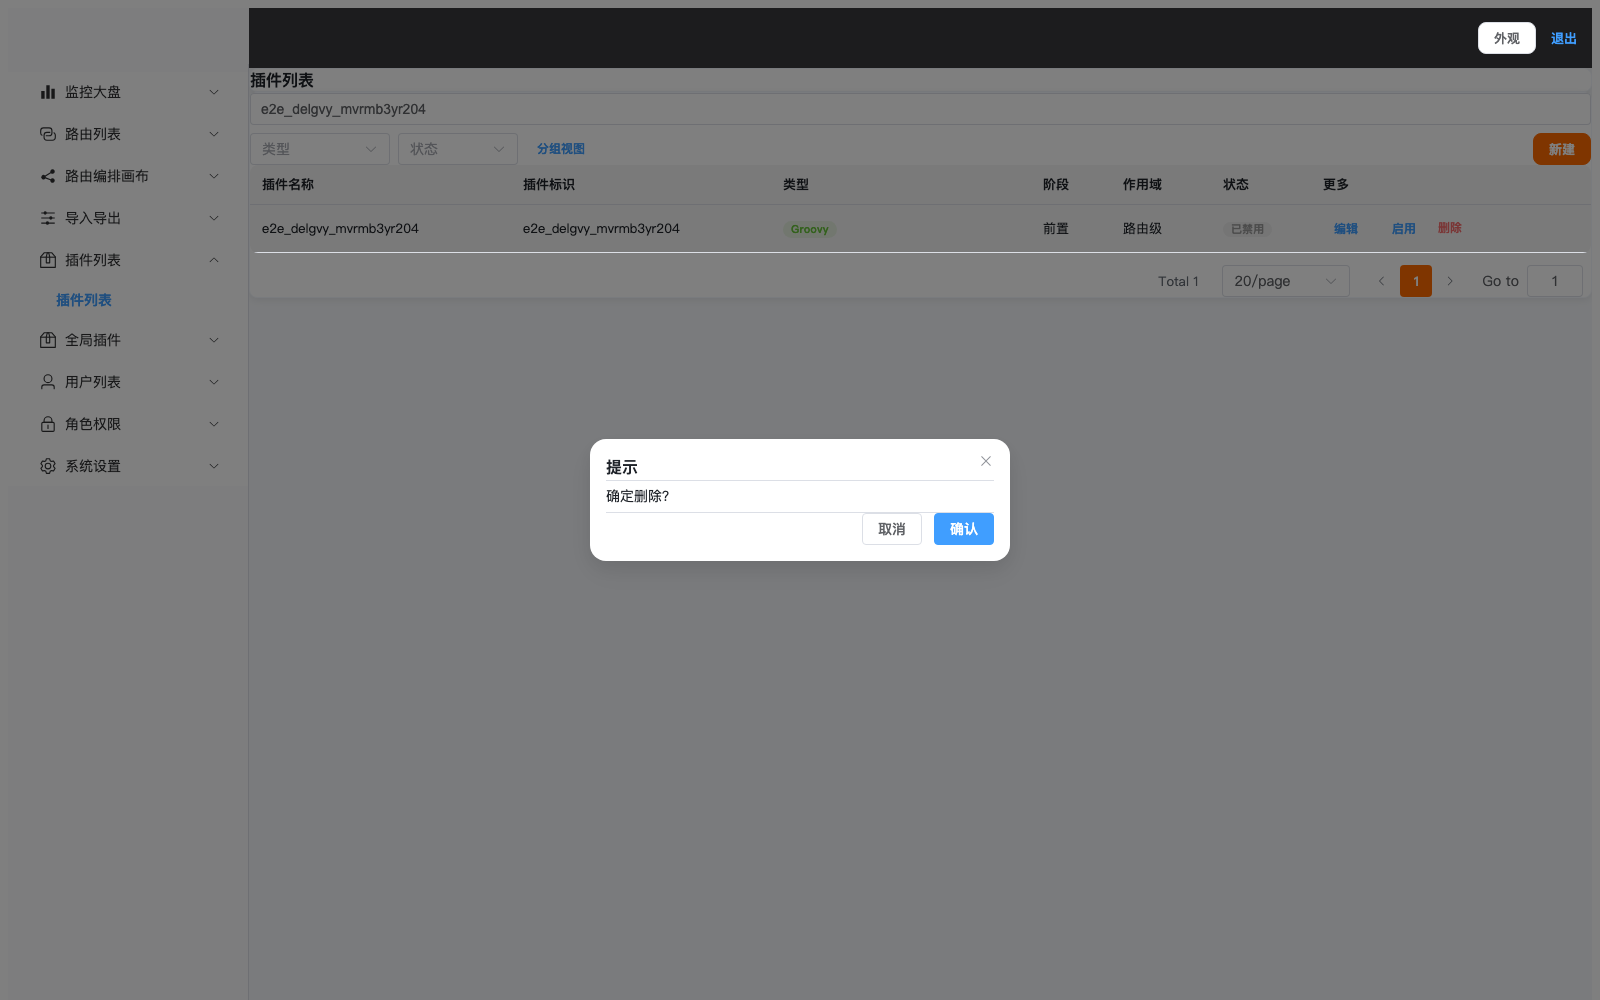 外观
退出
监控大盘
路由列表
路由编排画布
导入导出
插件列表
插件列表
全局插件
用户列表
角色权限
系统设置
插件列表
e2e_delgvy_mvrmb3yr204
类型 状态 分组视图 新建
插件名称 插件标识 类型 阶段 作用域 状态 更多
e2e_delgvy_mvrmb3yr204 e2e_delgvy_mvrmb3yr204 Groovy 前置 路由级 已禁用 编辑 启用 删除
Total 1 20/page 1 Go to 1
提示
确定删除?
取消 确认